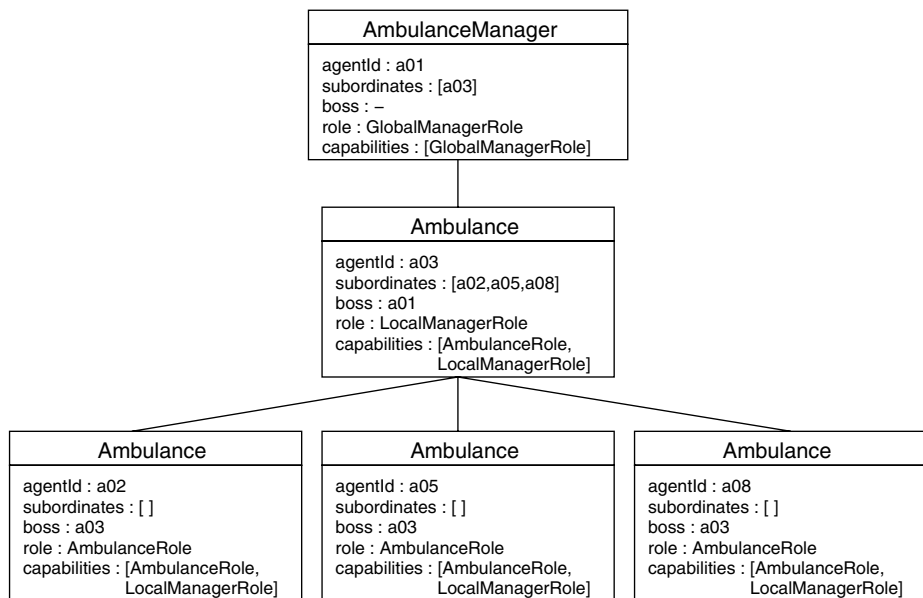 AmbulanceManager
agentId : a01
subordinates : [a03]
boss : –
role : GlobalManagerRole
capabilities : [GlobalManagerRole]
Ambulance
agentId : a03
subordinates : [a02,a05,a08]
boss : a01
role : LocalManagerRole
capabilities : [AmbulanceRole,
LocalManagerRole]
Ambulance
agentId : a02
subordinates : [ ]
boss : a03
role : AmbulanceRole
capabilities : [AmbulanceRole,
LocalManagerRole]
Ambulance
agentId : a05
subordinates : [ ]
boss : a03
role : AmbulanceRole
capabilities : [AmbulanceRole,
LocalManagerRole]
Ambulance
agentId : a08
subordinates : [ ]
boss : a03
role : AmbulanceRole
capabilities : [AmbulanceRole,
LocalManagerRole]